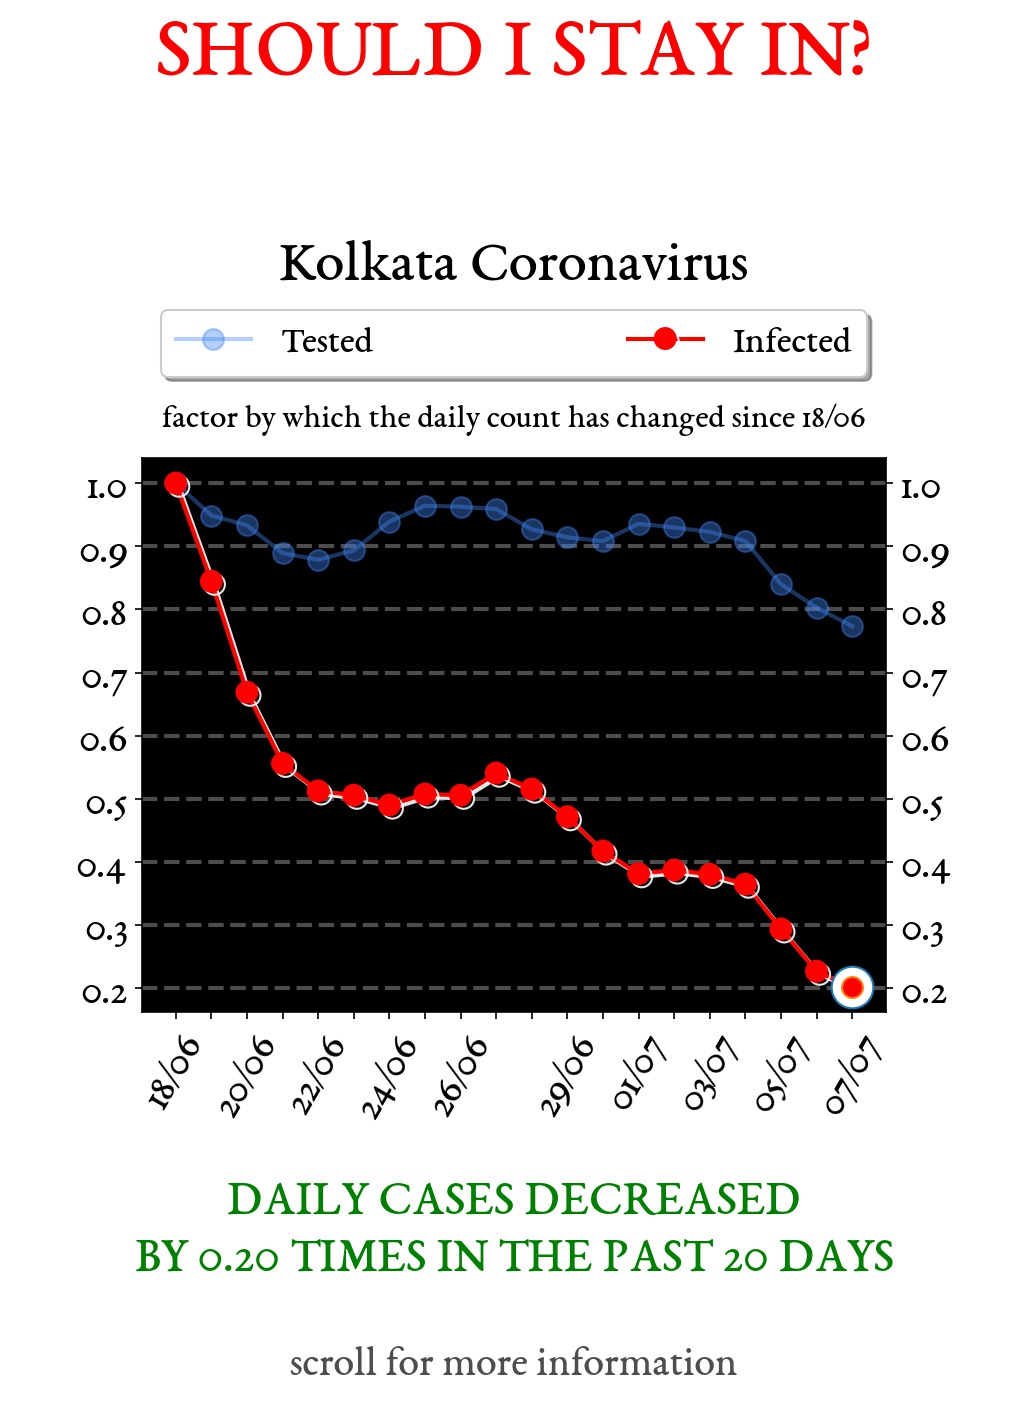 SHOULD I STAY IN?
Kolkata Coronavirus
Tested Infected
factor by which the daily count has changed since 18/06
1.0 1.0
0.9 0.9
0.8 0.8
0.7 0.7
0.6 0.6
0.5 0.5
0.4 0.4
0.3 0.3
0.2 0.2
18/06 20/06 22/06 24/06 26/06 29/06 01/07 03/07 05/07 07/07
DAILY CASES DECREASED
BY 0.20 TIMES IN THE PAST 20 DAYS
scroll for more information